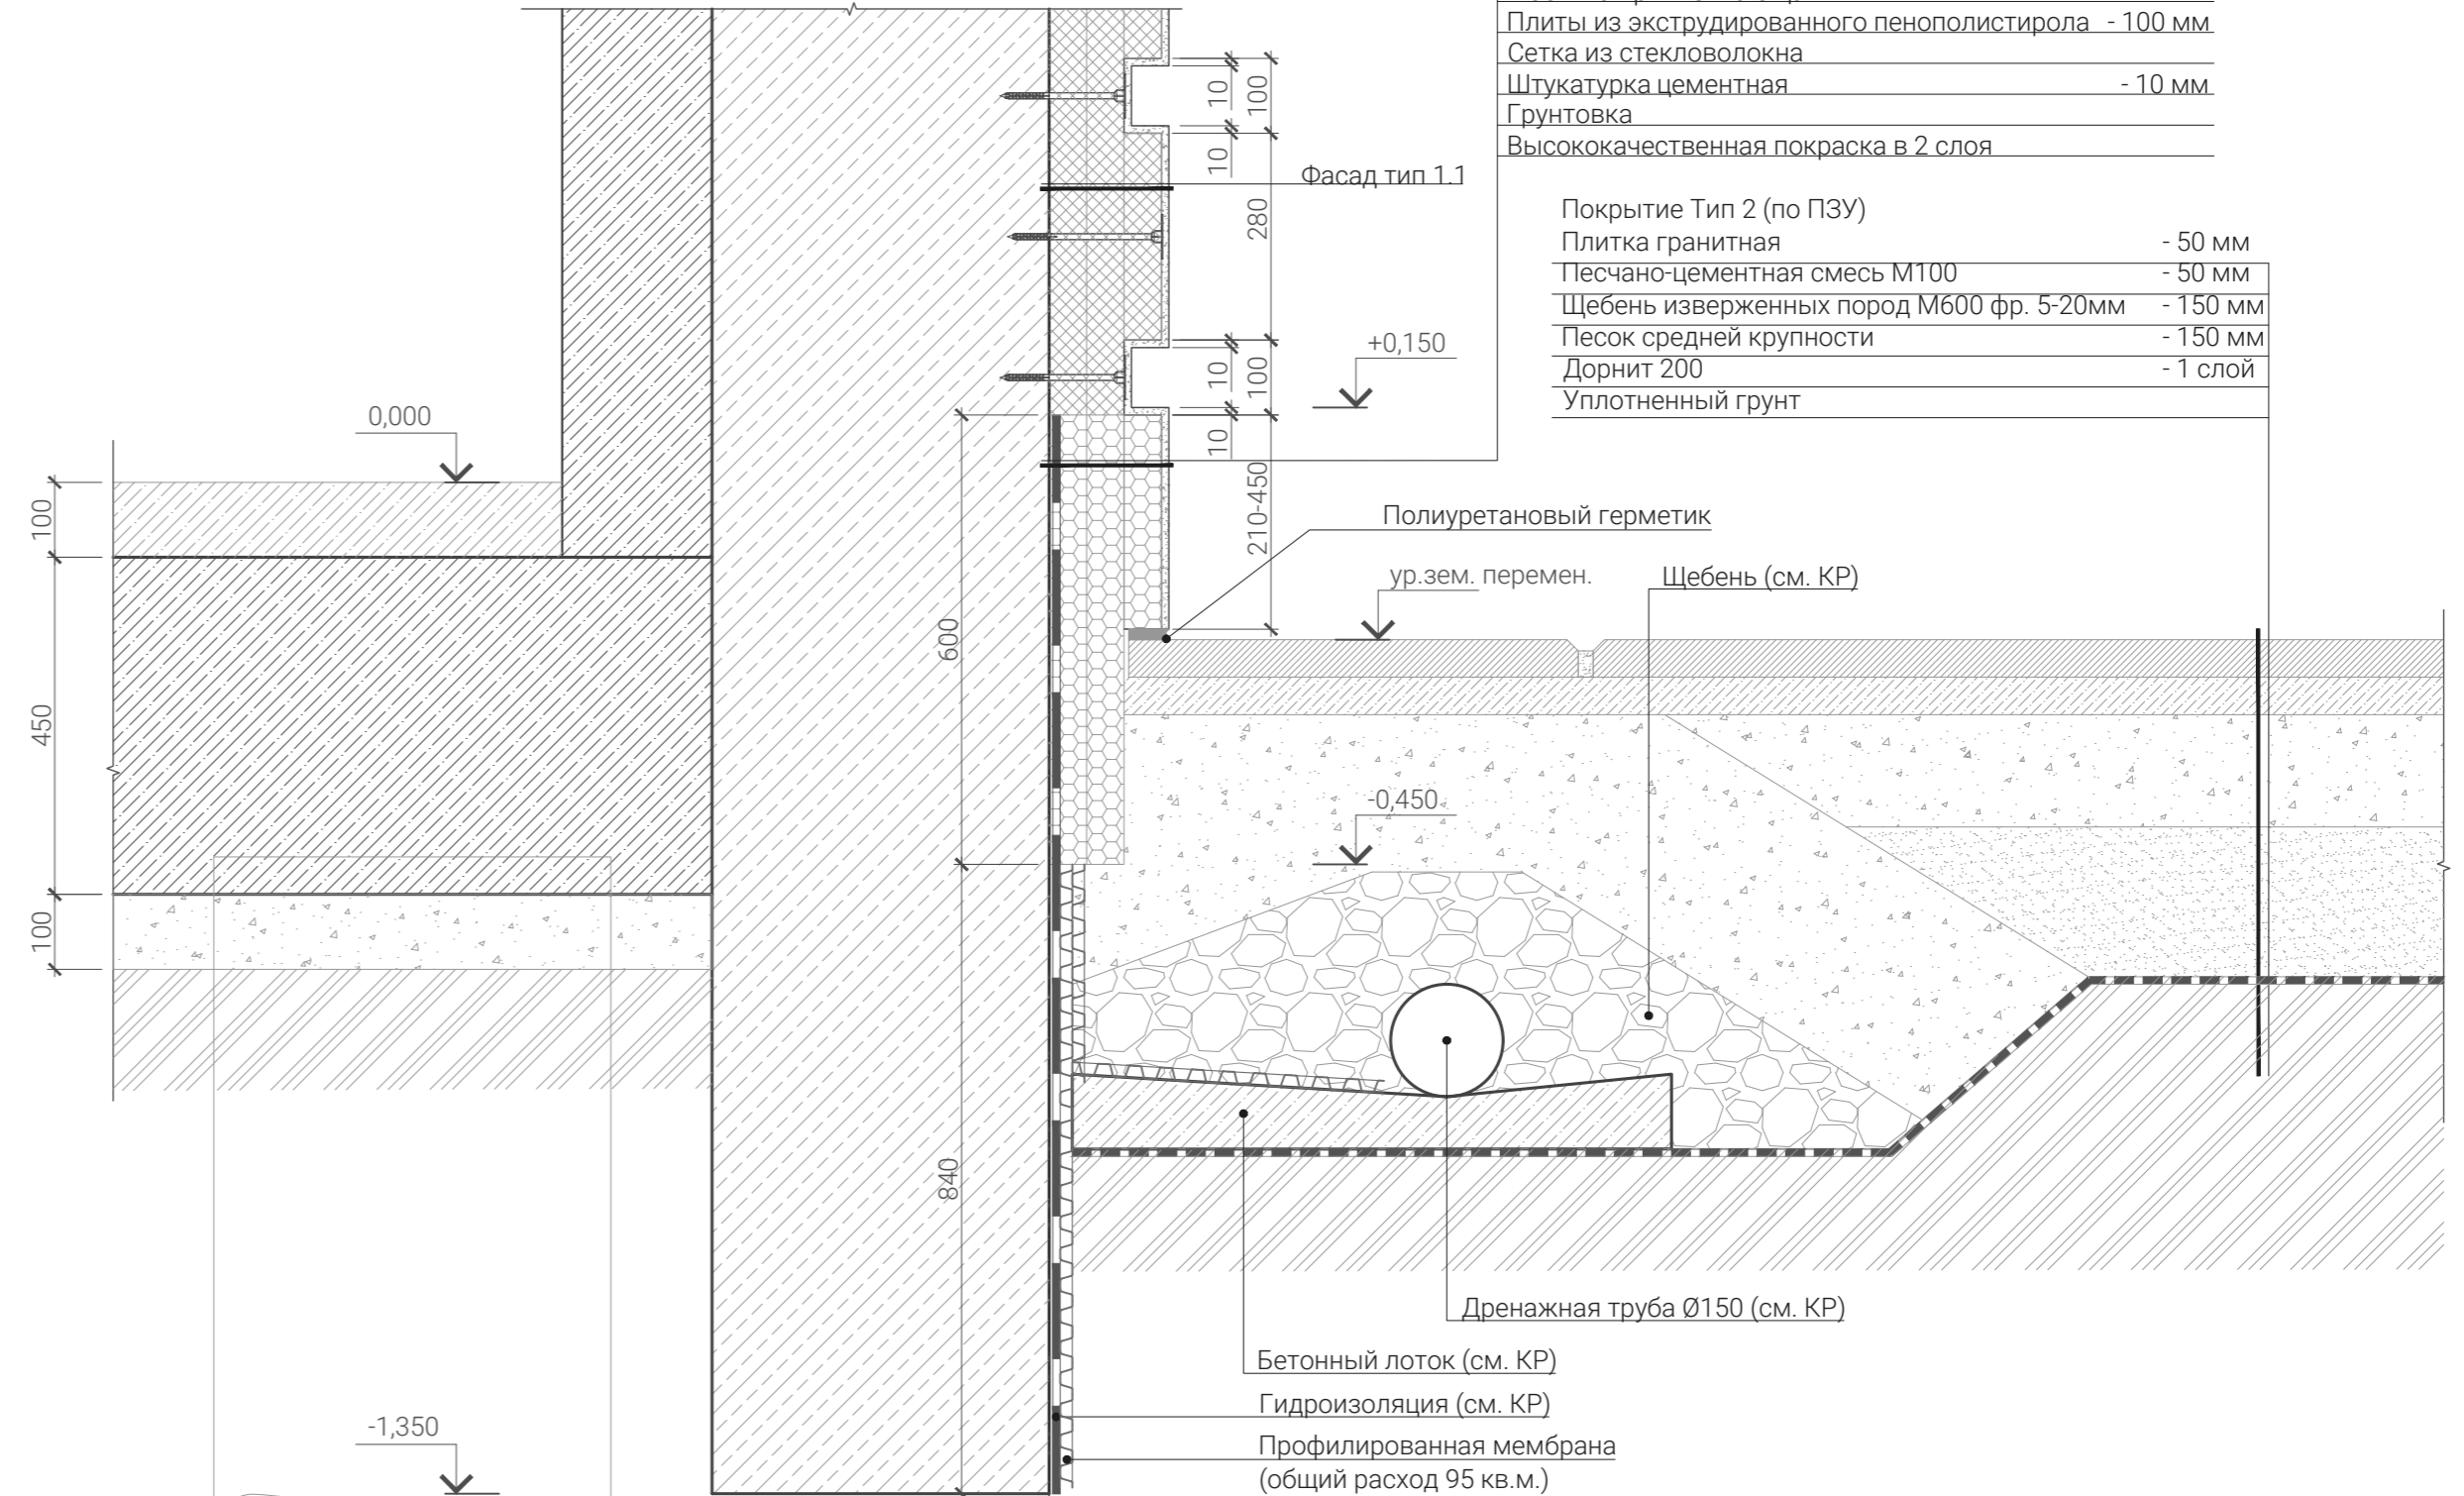 Плиты из экструдированного пенополистирола - 100 мм
Сетка из стекловолокна
Штукатурка цементная - 10 мм
Грунтовка
Высококачественная покраска в 2 слоя
Фасад тип 1.1
Покрытие Тип 2 (по ПЗУ)
Плитка гранитная - 50 мм
Песчано-цементная смесь М100 - 50 мм
Щебень изверженных пород М600 фр. 5-20мм - 150 мм
Песок средней крупности - 150 мм
Дорнит 200 - 1 слой
Уплотненный грунт
10
100
10
280
10
100
10
210-450
+0,150
0,000
100
450
100
600
840
Полиуретановый герметик
ур.зем. перемен.
Щебень (см. КР)
-0,450
Дренажная труба Ø150 (см. КР)
Бетонный лоток (см. КР)
Гидроизоляция (см. КР)
Профилированная мембрана
(общий расход 95 кв.м.)
-1,350